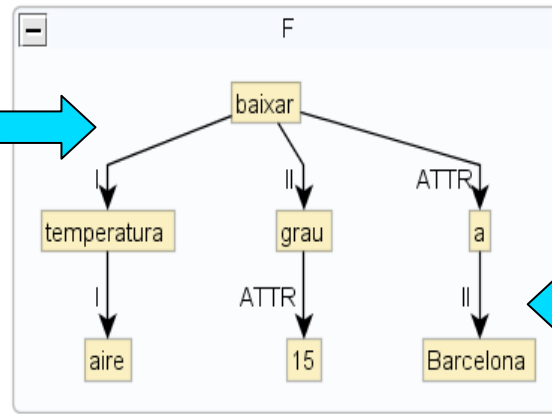 F
baixar
I II ATTR
temperatura grau a
I ATTR II
aire 15 Barcelona